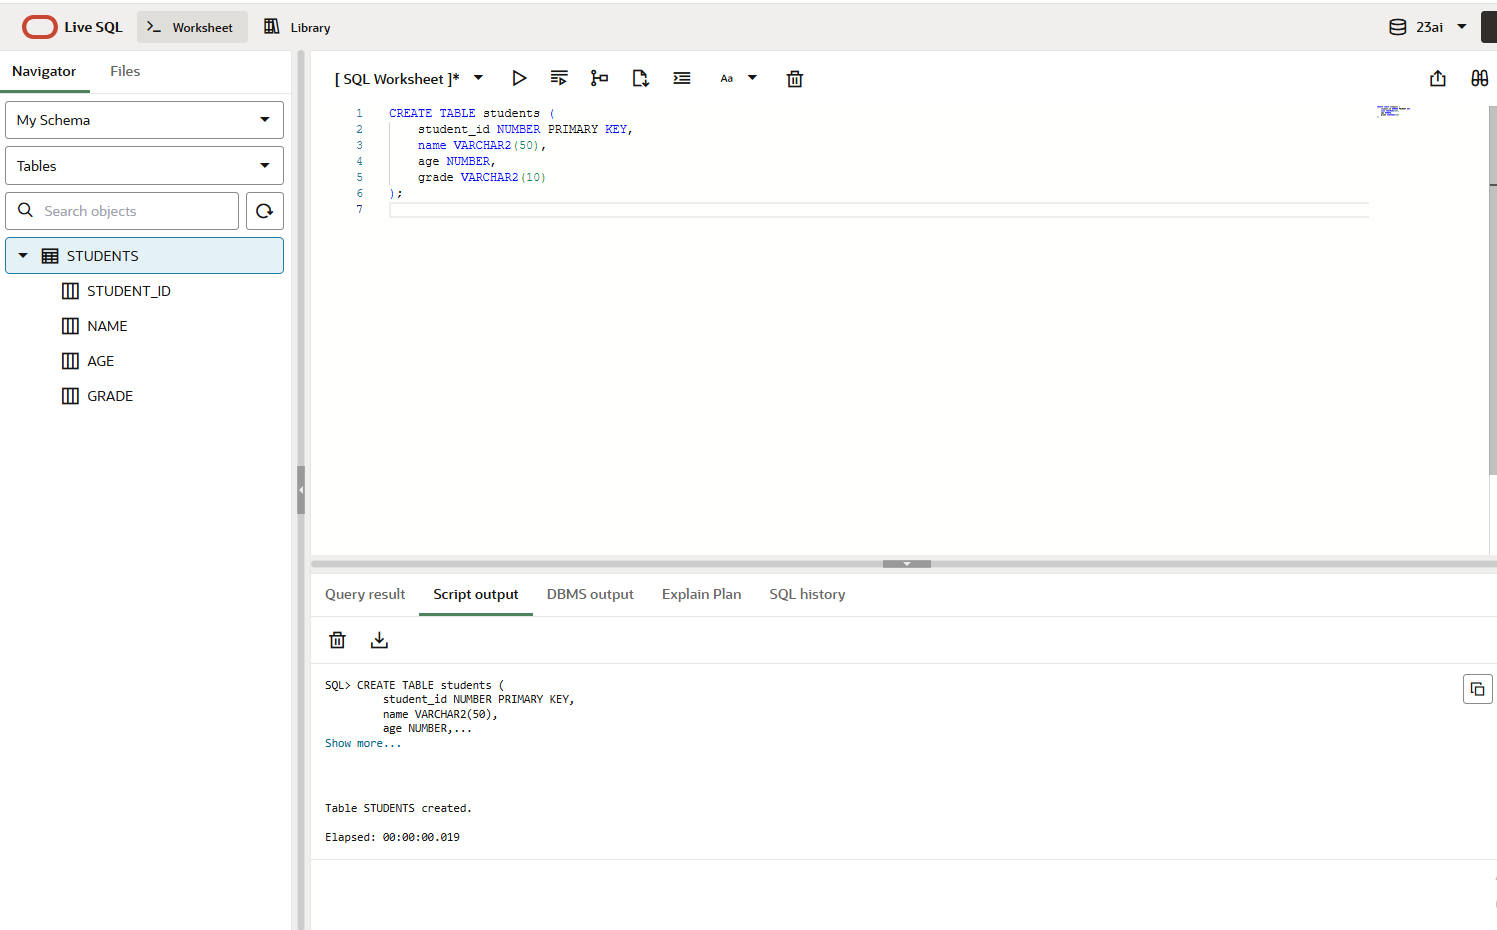 Live SQL
Worksheet
Library
23ai
Navigator
Files
My Schema
Tables
Search objects
STUDENTS
STUDENT_ID
NAME
AGE
GRADE
[ SQL Worksheet ]*
Aa
1 CREATE TABLE students (
2 student_id NUMBER PRIMARY KEY,
3 name VARCHAR2(50),
4 age NUMBER,
5 grade VARCHAR2(10)
6 );
7
Query result
Script output
DBMS output
Explain Plan
SQL history
SQL> CREATE TABLE students (
student_id NUMBER PRIMARY KEY,
name VARCHAR2(50),
age NUMBER,...
Show more...
Table STUDENTS created.
Elapsed: 00:00:00.019